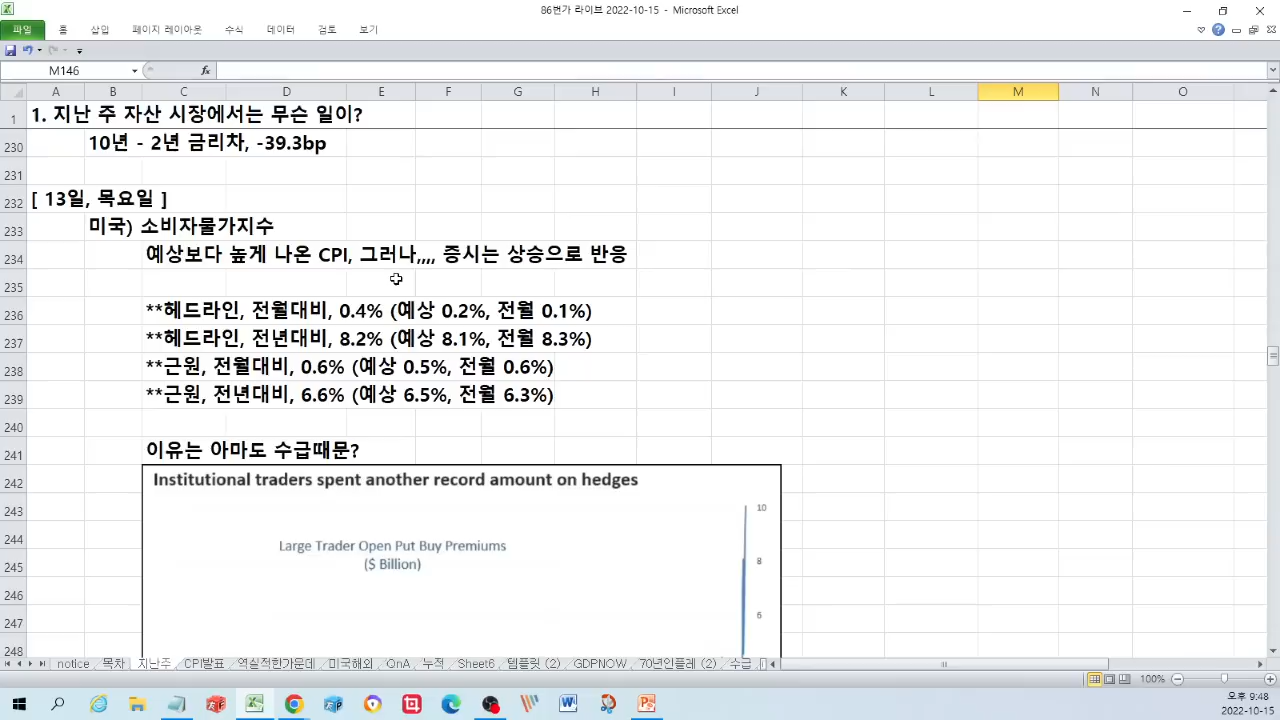 86번가 라이브 2022-10-15 - Microsoft Excel
파일 홈 삽입 페이지 레이아웃 수식 데이터 검토 보기
M146 fx
A B C D E F G H I J K L M N O
1 1. 지난 주 자산 시장에서는 무슨 일이?
230 10년 - 2년 금리차, -39.3bp
231
232 [ 13일, 목요일 ]
233 미국) 소비자물가지수
234 예상보다 높게 나온 CPI, 그러나,,,, 증시는 상승으로 반응
235
236 **헤드라인, 전월대비, 0.4% (예상 0.2%, 전월 0.1%)
237 **헤드라인, 전년대비, 8.2% (예상 8.1%, 전월 8.3%)
238 **근원, 전월대비, 0.6% (예상 0.5%, 전월 0.6%)
239 **근원, 전년대비, 6.6% (예상 6.5%, 전월 6.3%)
240
241 이유는 아마도 수급때문?
242 Institutional traders spent another record amount on hedges
243 10
244 Large Trader Open Put Buy Premiums
245 ($ Billion) 8
246
247 6
248
notice 목차 지난주 CPI발표 역실적한가운데 미국해외 QnA 누적 Sheet6 템플릿 (2) GDPNOW 70년인플레 (2) 수급
100%
오후 9:48
2022-10-15